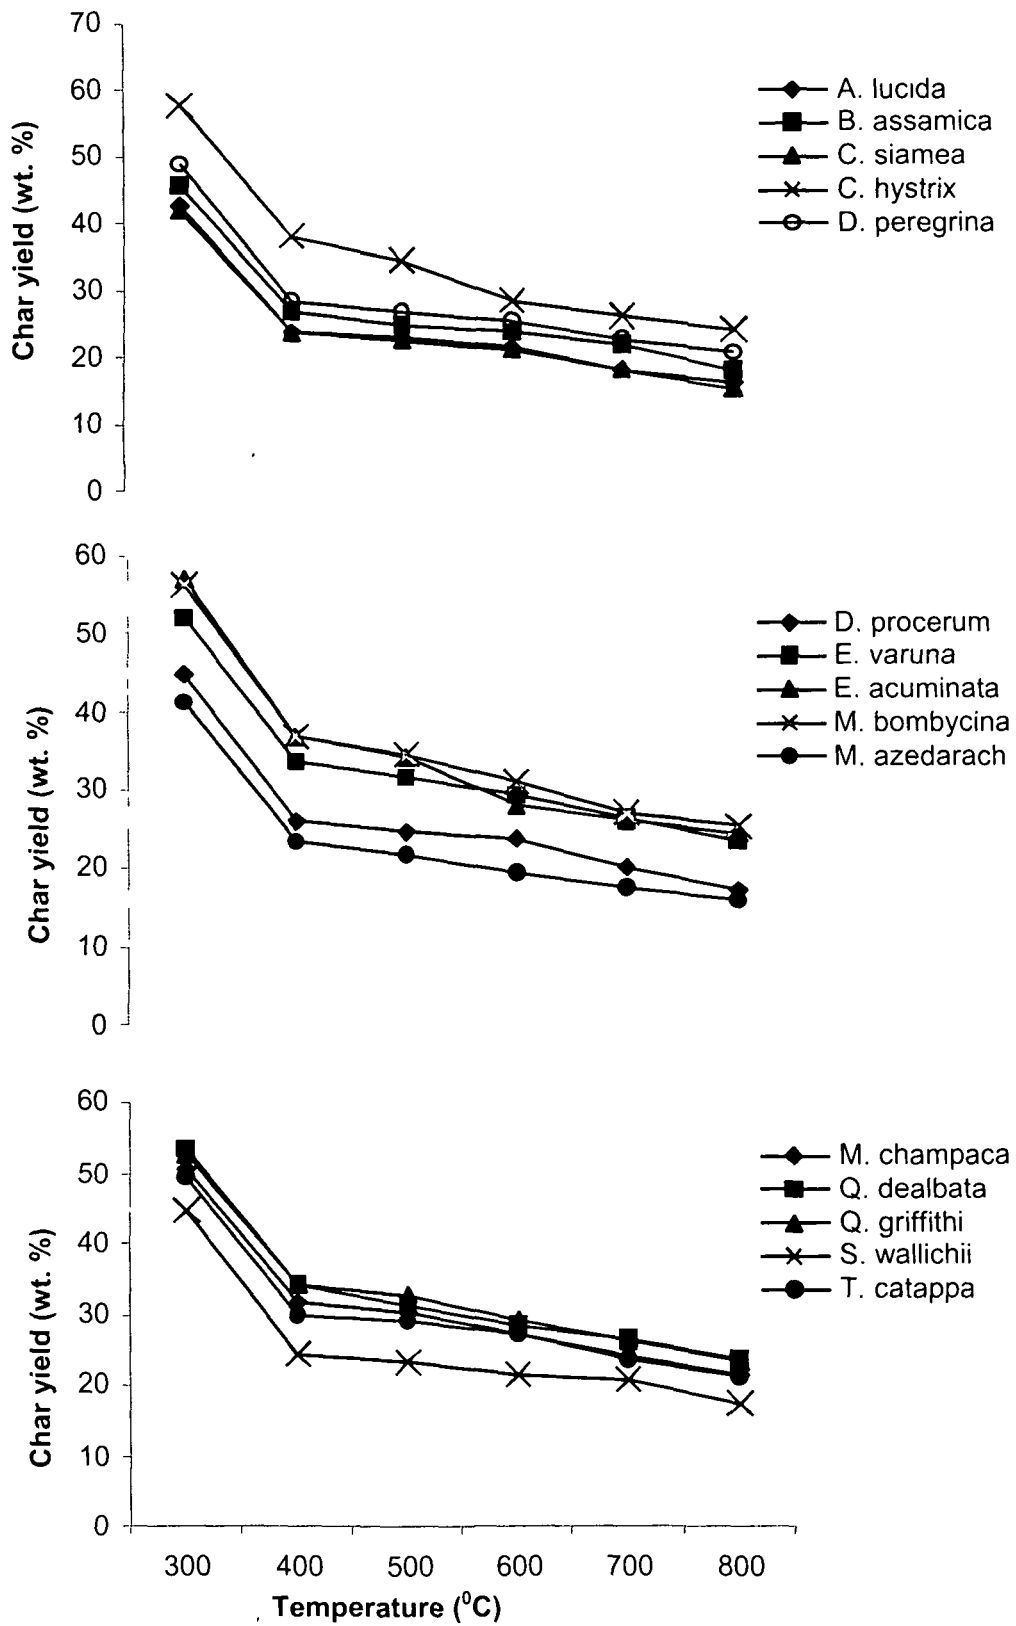 70
60
50
40
30
20
10
0
Char yield (wt. %)
A. lucida
B. assamica
C. siamea
C. hystrix
D. peregrina
60
50
40
30
20
10
0
Char yield (wt. %)
D. procerum
E. varuna
E. acuminata
M. bombycina
M. azedarach
60
50
40
30
20
10
0
Char yield (wt. %)
M. champaca
Q. dealbata
Q. griffithi
S. wallichii
T. catappa
300 400 500 600 700 800
Temperature (⁰C)